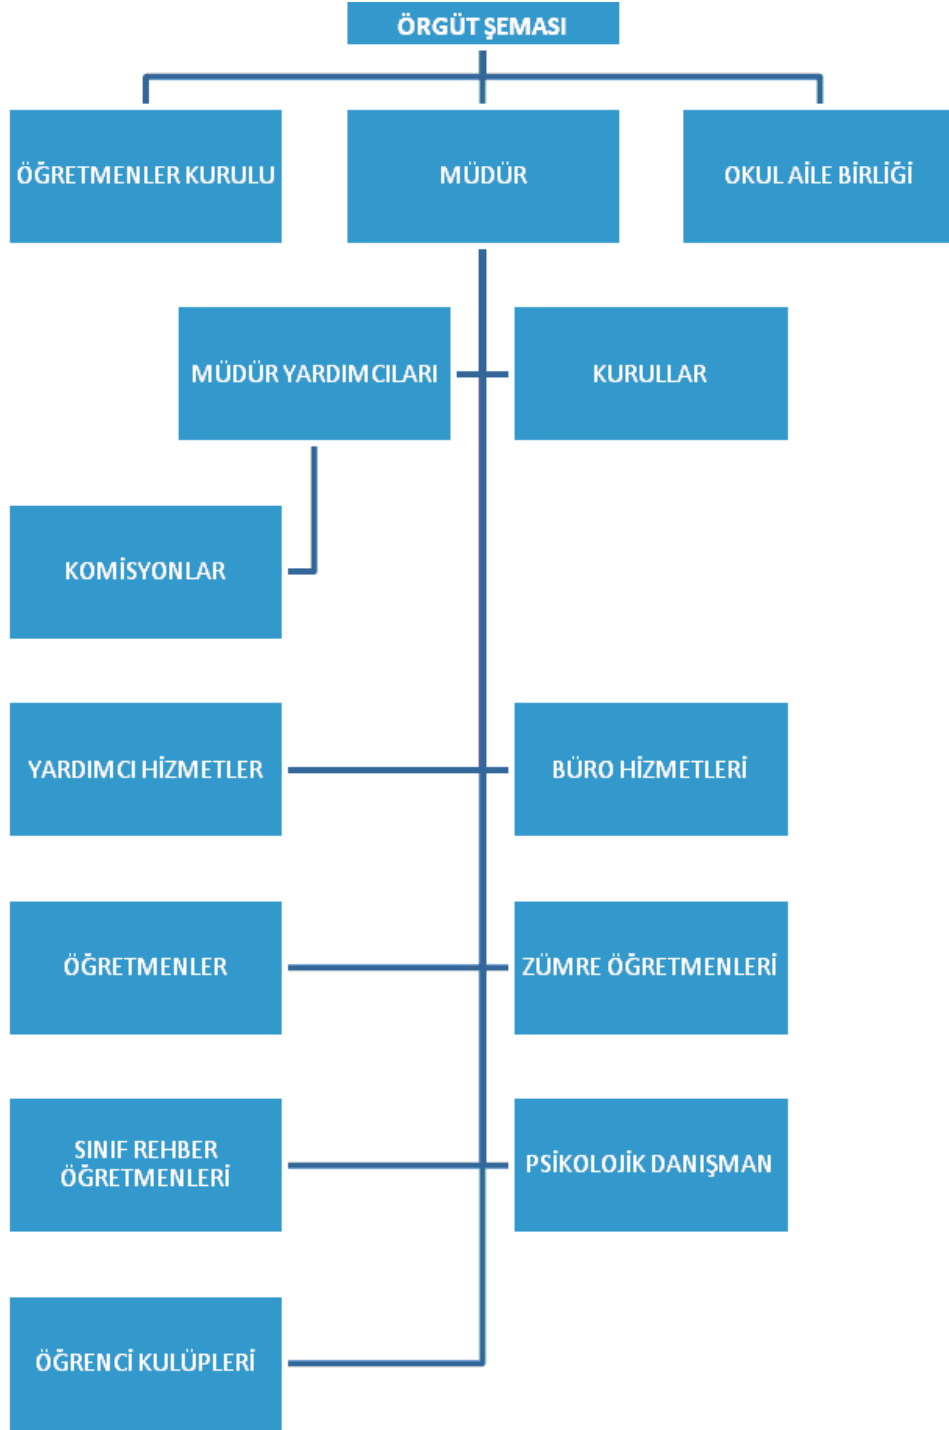 ÖRGÜT ŞEMASI
ÖĞRETMENLER KURULU
MÜDÜR
OKUL AİLE BİRLİĞİ
MÜDÜR YARDIMCILARI
KURULLAR
KOMİSYONLAR
YARDIMCI HİZMETLER
BÜRO HİZMETLERİ
ÖĞRETMENLER
ZÜMRE ÖĞRETMENLERİ
SINIF REHBER
ÖĞRETMENLERİ
PSİKOLOJİK DANIŞMAN
ÖĞRENCİ KULÜPLERİ